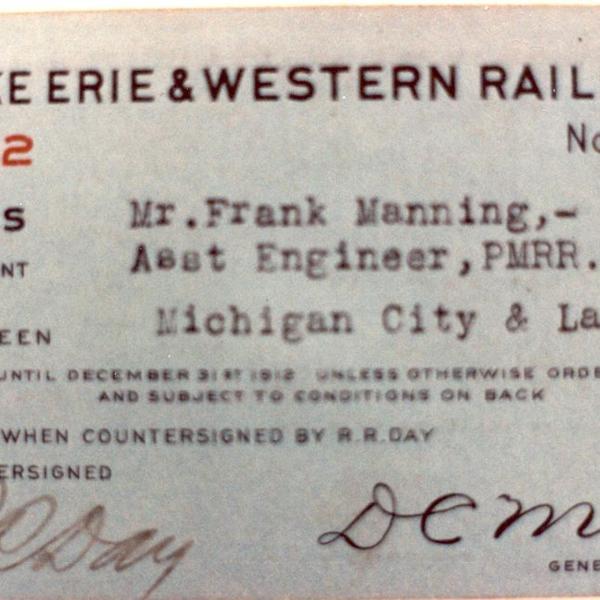 KE ERIE & WESTERN RAIL
2 No
S Mr.Frank Manning,-
NT Asst Engineer,PMRR.
EEN Michigan City & La
UNTIL DECEMBER 31ST 1912 UNLESS OTHERWISE ORDE
AND SUBJECT TO CONDITIONS ON BACK
WHEN COUNTERSIGNED BY R.R.DAY
ERSIGNED
Day D C M
GENE